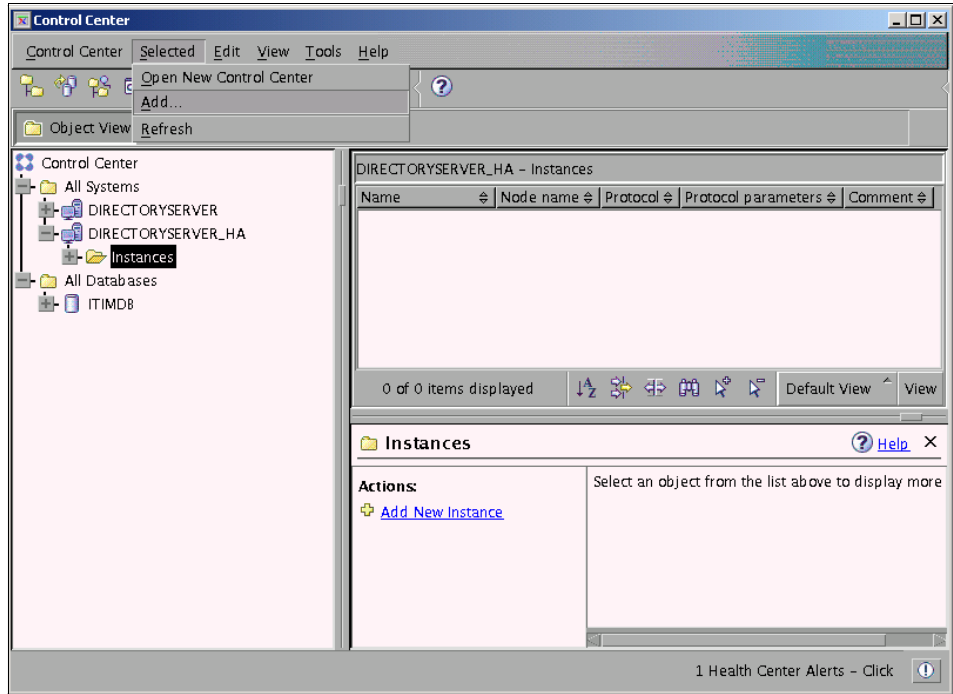 Control Center
Control Center Selected Edit View Tools Help
Open New Control Center
Add...
Refresh
Object View
Control Center
All Systems
DIRECTORYSERVER
DIRECTORYSERVER_HA
Instances
All Databases
ITIMDB
DIRECTORYSERVER_HA – Instances
Name Node name Protocol Protocol parameters Comment
0 of 0 items displayed Default View View
Instances Help
Actions:
Add New Instance
Select an object from the list above to display more
1 Health Center Alerts – Click